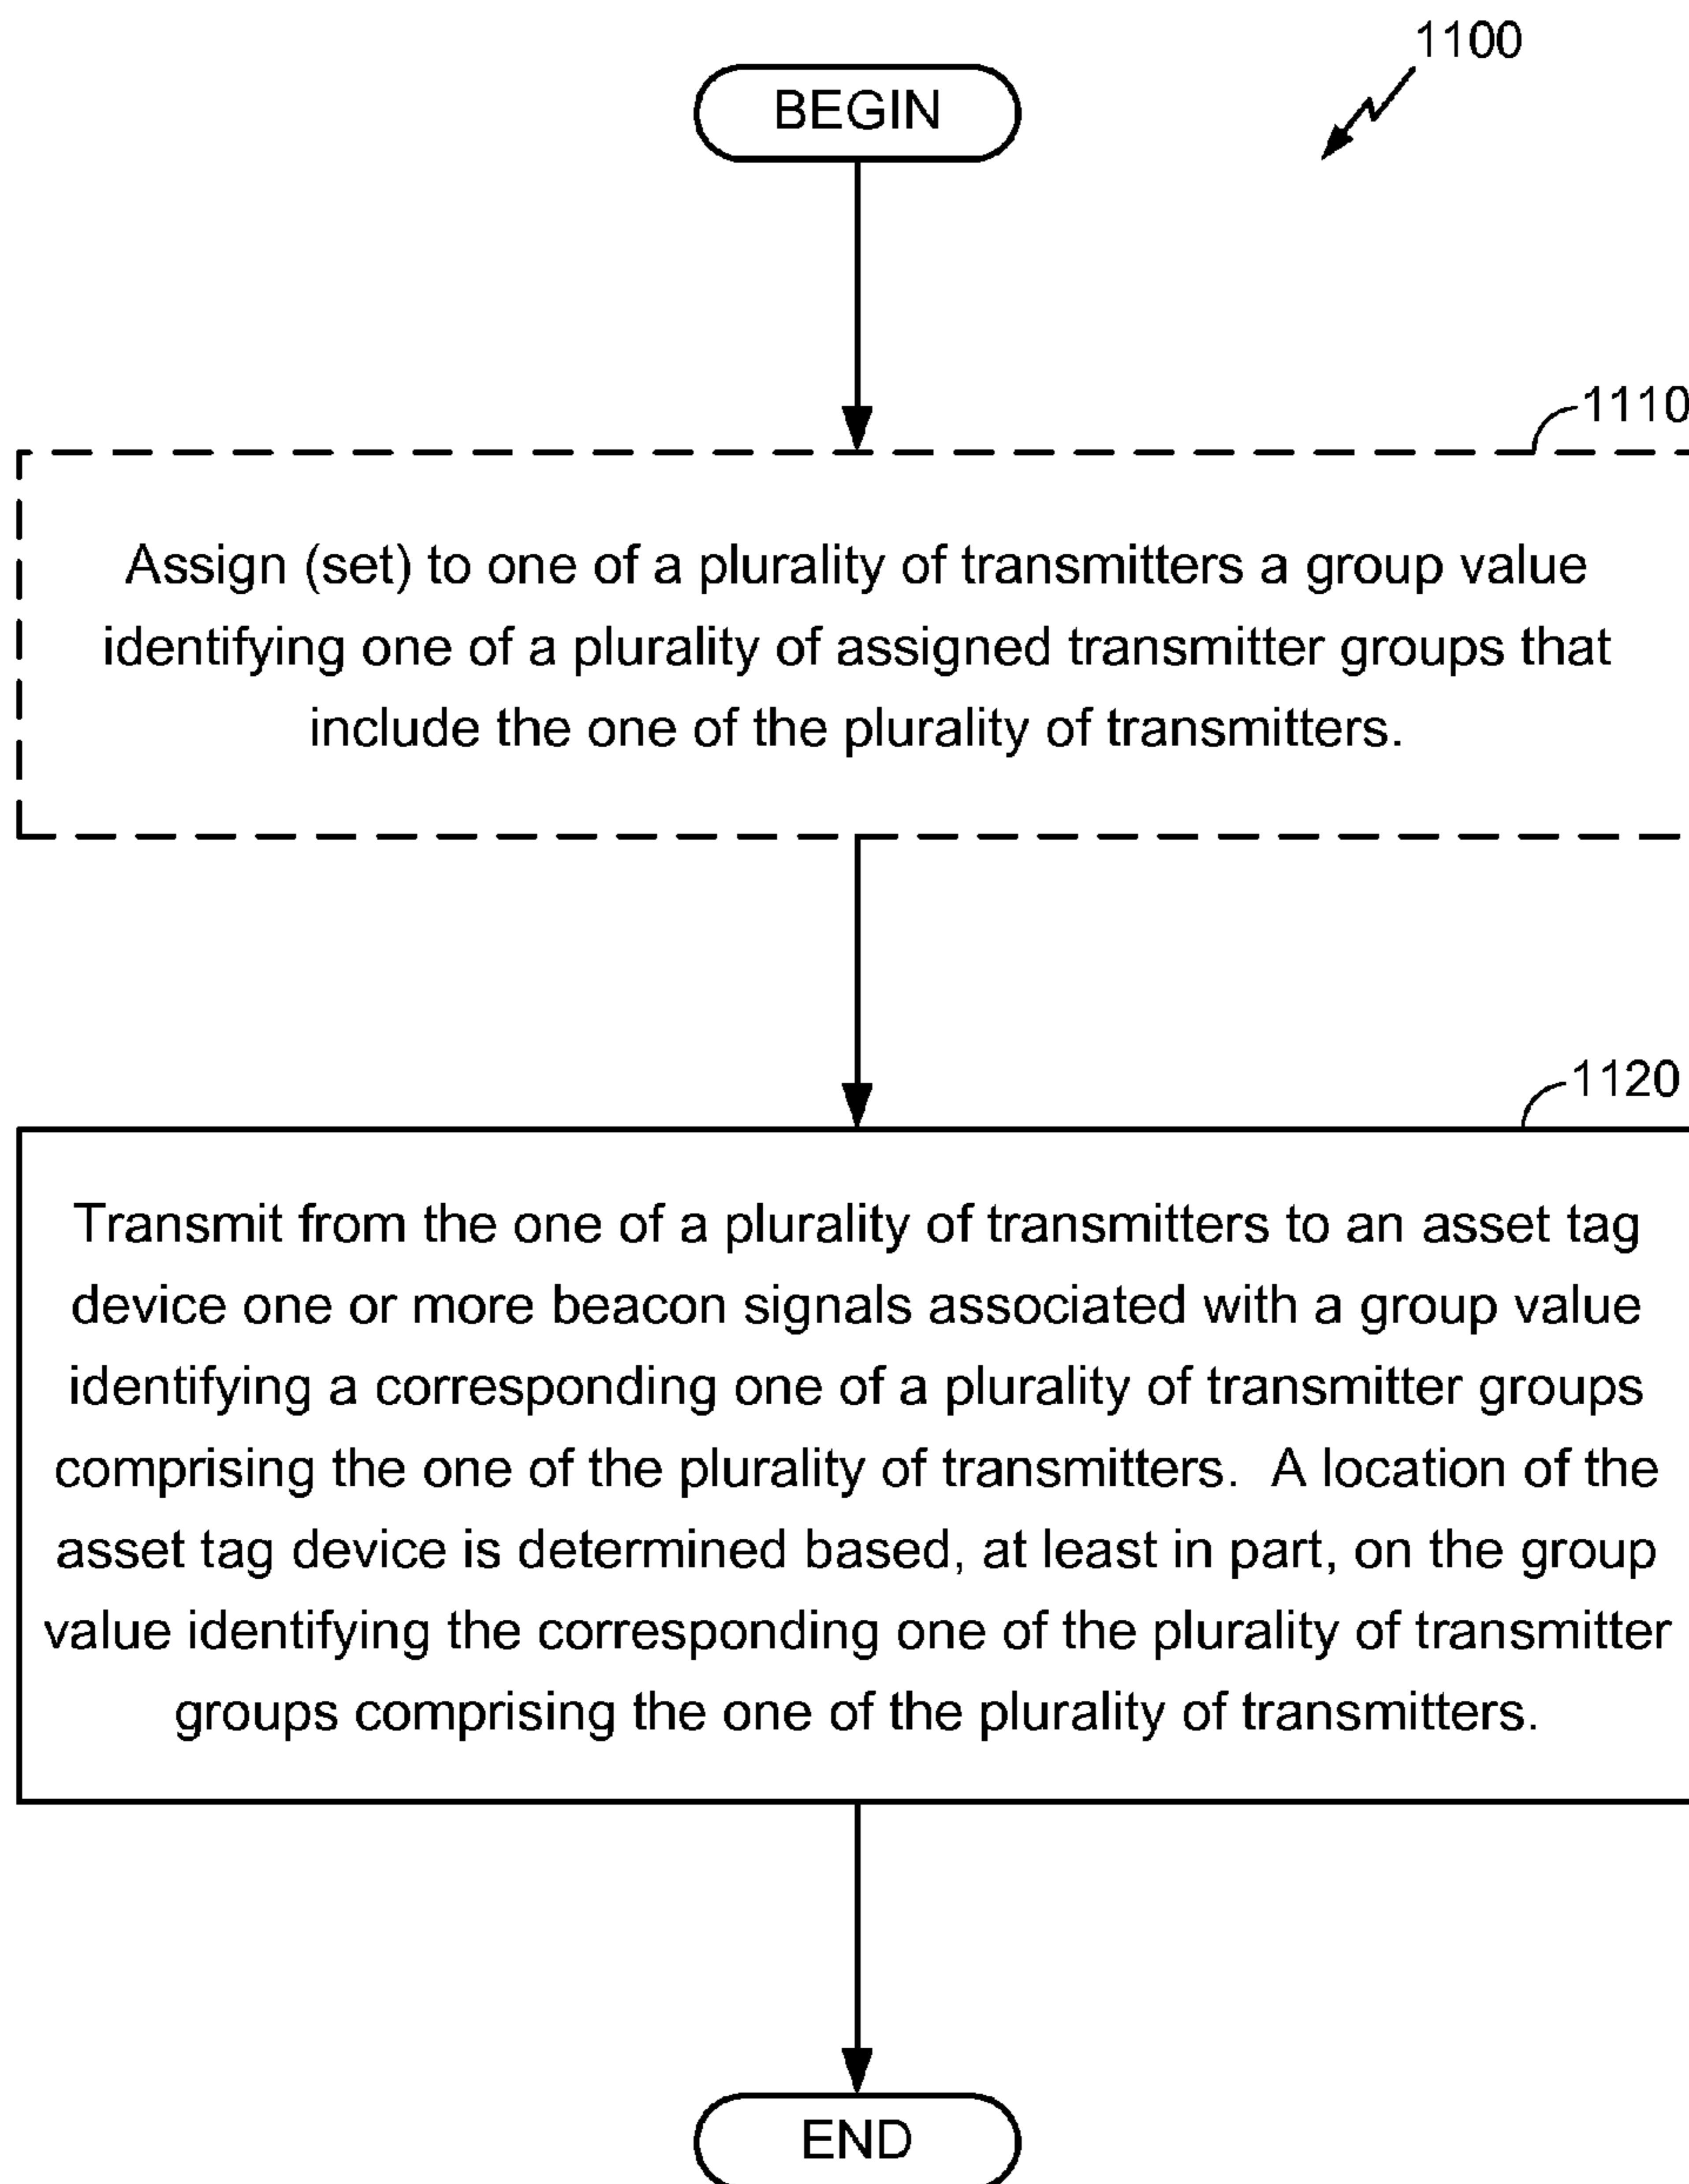 1100
BEGIN
1110
Assign (set) to one of a plurality of transmitters a group value
identifying one of a plurality of assigned transmitter groups that
include the one of the plurality of transmitters.
1120
Transmit from the one of a plurality of transmitters to an asset tag
device one or more beacon signals associated with a group value
identifying a corresponding one of a plurality of transmitter groups
comprising the one of the plurality of transmitters. A location of the
asset tag device is determined based, at least in part, on the group
value identifying the corresponding one of the plurality of transmitter
groups comprising the one of the plurality of transmitters.
END